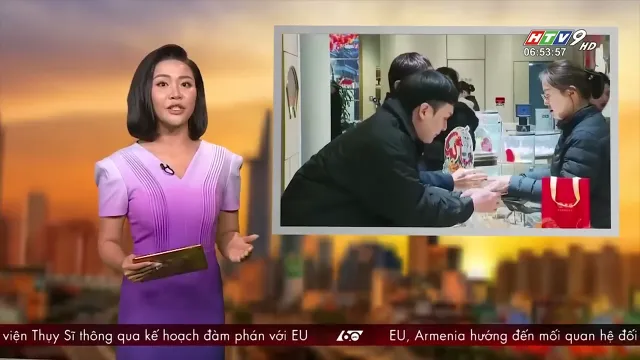 HTV9 HD
06:53:57
viện Thụy Sĩ thông qua kế hoạch đàm phán với EU 60 EU, Armenia hướng đến mối quan hệ đối